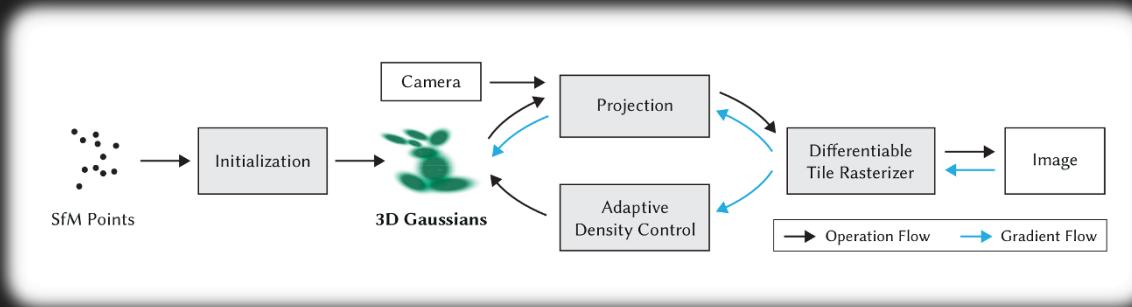 Camera
Projection
SfM Points
Initialization
3D Gaussians
Adaptive
Density Control
Differentiable
Tile Rasterizer
Image
Operation Flow
Gradient Flow